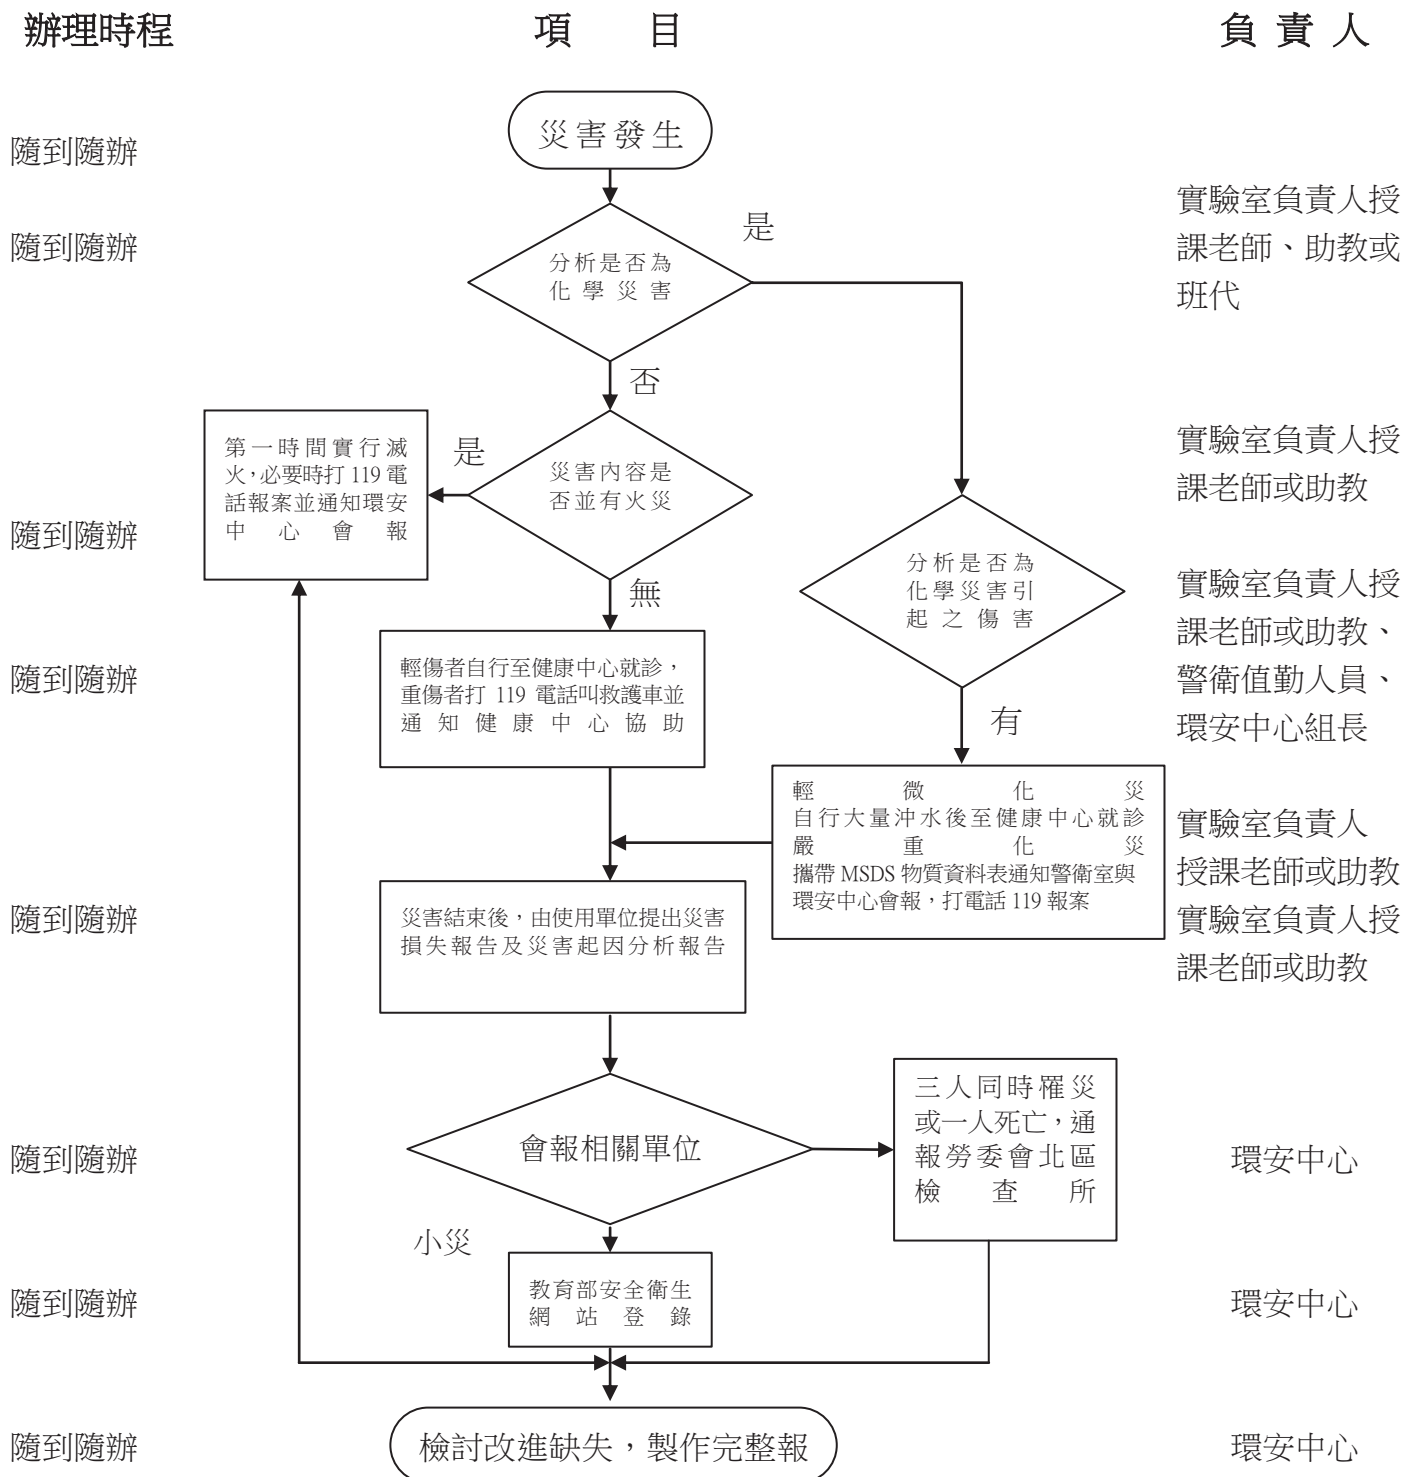 辦理時程 項 目 負 責 人
災害發生
隨到隨辦
實驗室負責人授
課老師、助教或
班代
隨到隨辦
是
分析是否為
化學災害
否
第一時間實行滅
火,必要時打 119 電
話報案並通知環安
中心會報
是
災害內容是
否並有火災
實驗室負責人授
課老師或助教
隨到隨辦
無
分析是否為
化學災害引
起之傷害
實驗室負責人授
課老師或助教、
警衛值勤人員、
環安中心組長
隨到隨辦
輕傷者自行至健康中心就診,
重傷者打 119 電話叫救護車並
通知健康中心協助
有
輕微化災
自行大量沖水後至健康中心就診
嚴重化災
攜帶 MSDS 物質資料表通知警衛室與
環安中心會報,打電話 119 報案
實驗室負責人
授課老師或助教
實驗室負責人授
課老師或助教
隨到隨辦
災害結束後,由使用單位提出災害
損失報告及災害起因分析報告
隨到隨辦
會報相關單位
三人同時罹災
或一人死亡,通
報勞委會北區
檢查所
環安中心
小災
隨到隨辦
教育部安全衛生
網站登錄
環安中心
隨到隨辦
檢討改進缺失,製作完整報
環安中心